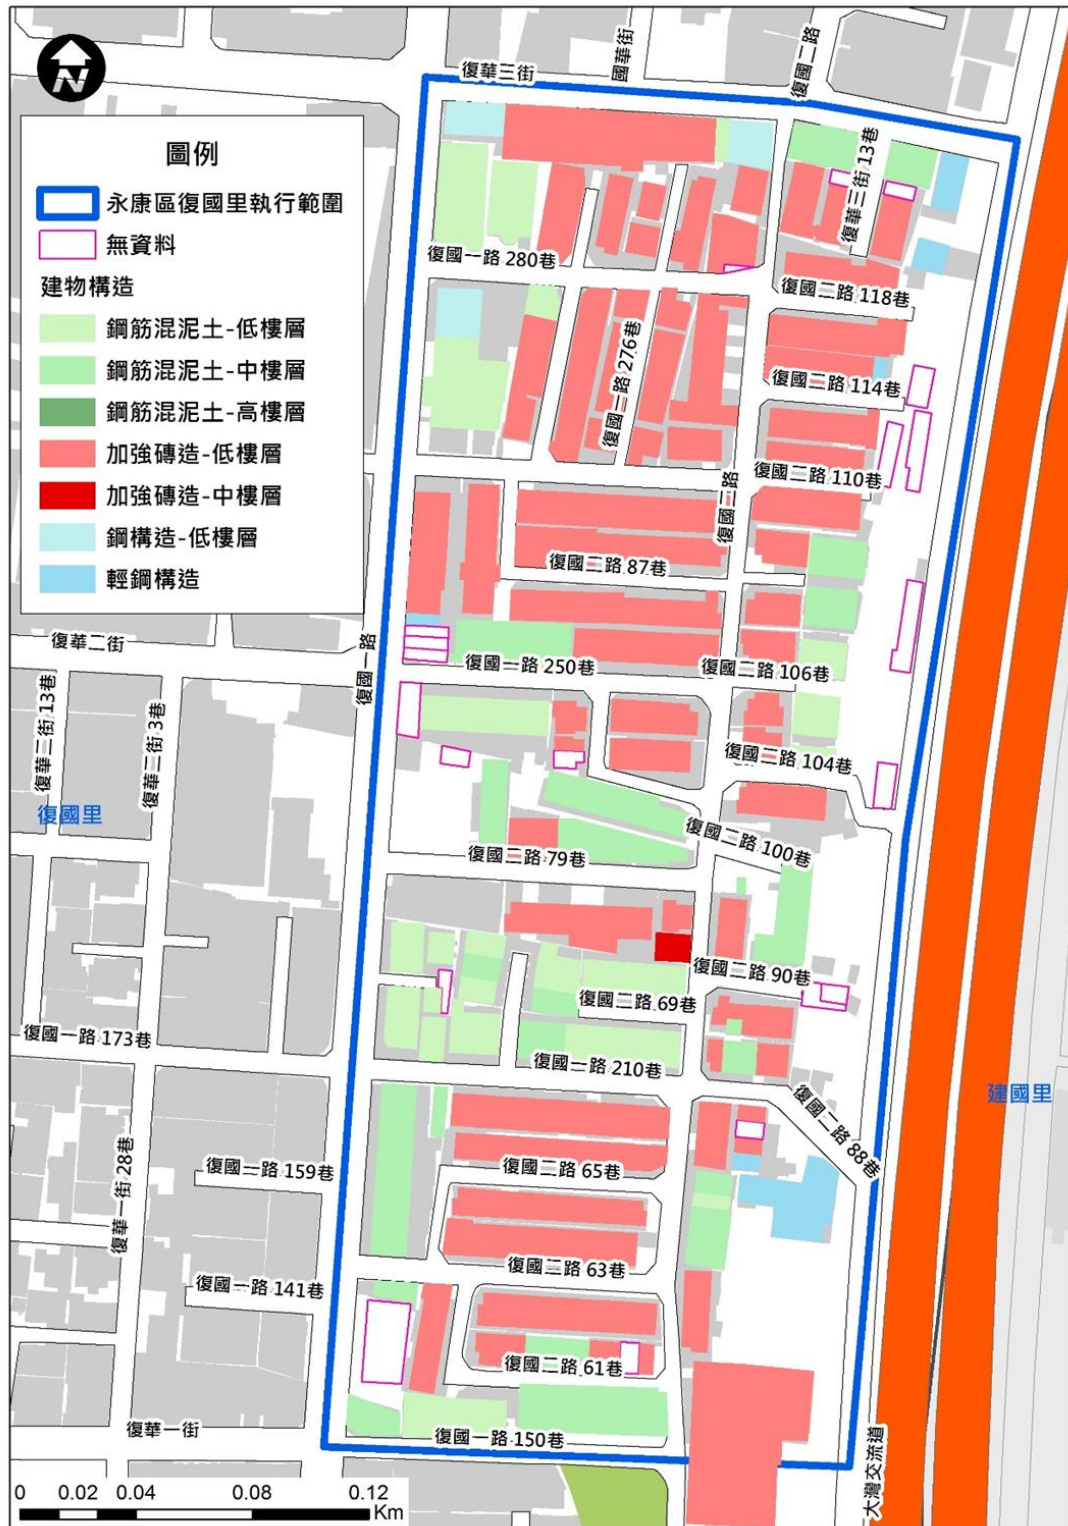 N
圖例
永康區復國里執行範圍
無資料
建物構造
鋼筋混泥土-低樓層
鋼筋混泥土-中樓層
鋼筋混泥土-高樓層
加強磚造-低樓層
加強磚造-中樓層
鋼構造-低樓層
輕鋼構造
復華三街
國華街
復國二路
復華三街 13巷
復國一路 280巷
復國二路 118巷
復國二路 276巷
復國二路 114巷
復國二路 110巷
復國二路
復國二路 87巷
復華二街
復國一路
復國一路 250巷
復國二路 106巷
復華二街 13巷
復華二街 3巷
復國二路 104巷
復國里
復國二路 100巷
復國二路 79巷
復國二路 90巷
復國二路 69巷
復國一路 173巷
復國一路 210巷
建國里
復國二路 88巷
復華一街 28巷
復國一路 159巷
復國二路 65巷
復國二路 63巷
復國一路 141巷
復國二路 61巷
復華一街
復國一路 150巷
大灣交流道
0 0.02 0.04 0.08 0.12
Km